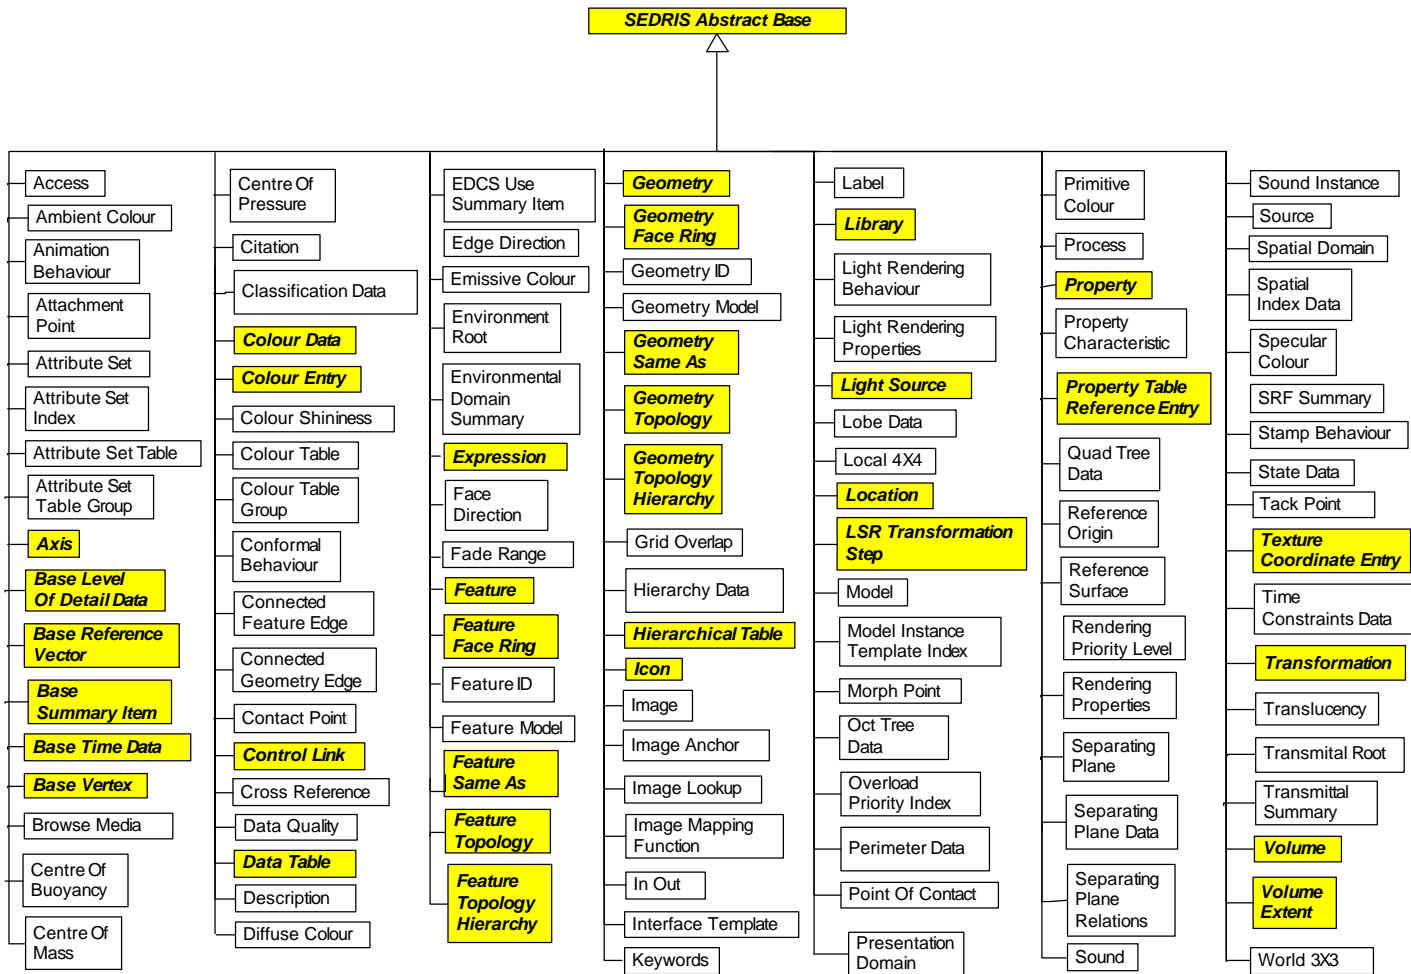 SEDRIS Abstract Base
Access
Ambient Colour
Animation
Behaviour
Attachment
Point
Attribute Set
Attribute Set
Index
Attribute Set Table
Attribute Set
Table Group
Axis
Base Level
Of Detail Data
Base Reference
Vector
Base
Summary Item
Base Time Data
Base Vertex
Browse Media
Centre Of
Buoyancy
Centre Of
Mass
Centre Of
Pressure
Citation
Classification Data
Colour Data
Colour Entry
Colour Shininess
Colour Table
Colour Table
Group
Conformal
Behaviour
Connected
Feature Edge
Connected
Geometry Edge
Contact Point
Control Link
Cross Reference
Data Quality
Data Table
Description
Diffuse Colour
EDCS Use
Summary Item
Edge Direction
Emissive Colour
Environment
Root
Environmental
Domain
Summary
Expression
Face
Direction
Fade Range
Feature
Feature
Face Ring
Feature ID
Feature Model
Feature
Same As
Feature
Topology
Feature
Topology
Hierarchy
Geometry
Geometry
Face Ring
Geometry ID
Geometry Model
Geometry
Same As
Geometry
Topology
Geometry
Topology
Hierarchy
Grid Overlap
Hierarchy Data
Hierarchical Table
Icon
Image
Image Anchor
Image Lookup
Image Mapping
Function
In Out
Interface Template
Keywords
Label
Library
Light Rendering
Behaviour
Light Rendering
Properties
Light Source
Lobe Data
Local 4X4
Location
LSR Transformation
Step
Model
Model Instance
Template Index
Morph Point
Oct Tree
Data
Overload
Priority Index
Perimeter Data
Point Of Contact
Presentation
Domain
Primitive
Colour
Process
Property
Property
Characteristic
Property Table
Reference Entry
Quad Tree
Data
Reference
Origin
Reference
Surface
Rendering
Priority Level
Rendering
Properties
Separating
Plane
Separating
Plane Data
Separating
Plane
Relations
Sound
Sound Instance
Source
Spatial Domain
Spatial
Index Data
Specular
Colour
SRF Summary
Stamp Behaviour
State Data
Tack Point
Texture
Coordinate Entry
Time
Constraints Data
Transformation
Translucency
Transmital Root
Transmittal
Summary
Volume
Volume
Extent
World 3X3